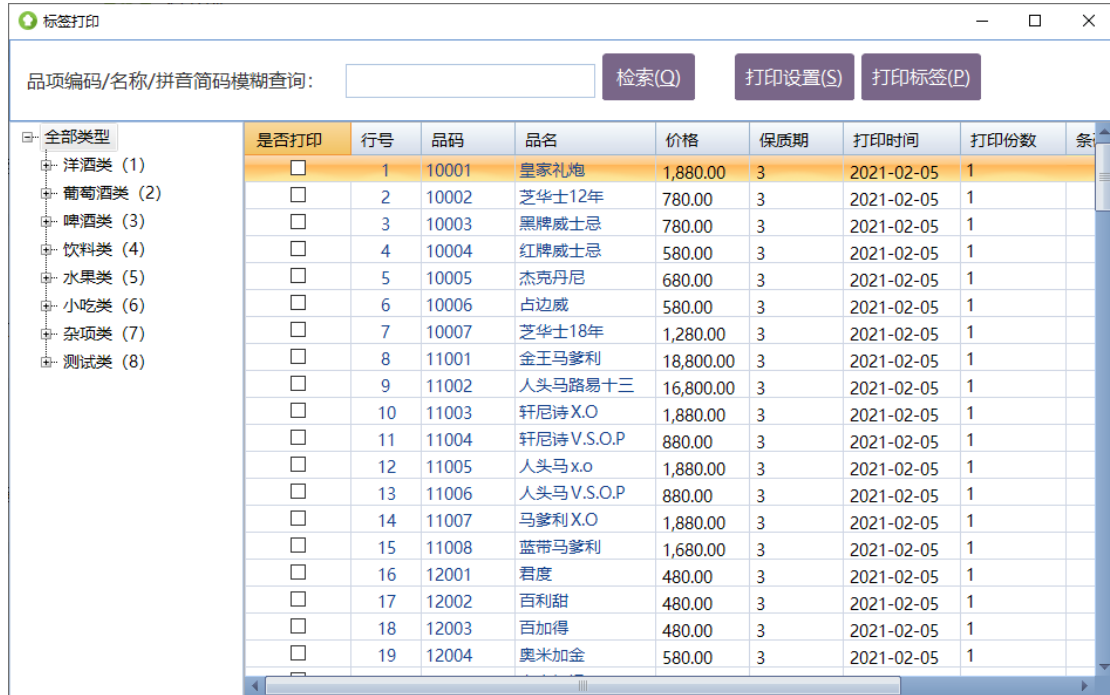 标签打印
品项编码/名称/拼音简码模糊查询: 检索(Q) 打印设置(S) 打印标签(P)
全部类型
洋酒类 (1)
葡萄酒类 (2)
啤酒类 (3)
饮料类 (4)
水果类 (5)
小吃类 (6)
杂项类 (7)
测试类 (8)
是否打印 行号 品码 品名 价格 保质期 打印时间 打印份数
1 10001 皇家礼炮 1,880.00 3 2021-02-05 1
2 10002 芝华士12年 780.00 3 2021-02-05 1
3 10003 黑牌威士忌 780.00 3 2021-02-05 1
4 10004 红牌威士忌 580.00 3 2021-02-05 1
5 10005 杰克丹尼 680.00 3 2021-02-05 1
6 10006 占边威 580.00 3 2021-02-05 1
7 10007 芝华士18年 1,280.00 3 2021-02-05 1
8 11001 金王马爹利 18,800.00 3 2021-02-05 1
9 11002 人头马路易十三 16,800.00 3 2021-02-05 1
10 11003 轩尼诗X.O 1,880.00 3 2021-02-05 1
11 11004 轩尼诗V.S.O.P 880.00 3 2021-02-05 1
12 11005 人头马x.o 1,880.00 3 2021-02-05 1
13 11006 人头马V.S.O.P 880.00 3 2021-02-05 1
14 11007 马爹利X.O 1,880.00 3 2021-02-05 1
15 11008 蓝带马爹利 1,680.00 3 2021-02-05 1
16 12001 君度 480.00 3 2021-02-05 1
17 12002 百利甜 480.00 3 2021-02-05 1
18 12003 百加得 480.00 3 2021-02-05 1
19 12004 奥米加金 580.00 3 2021-02-05 1